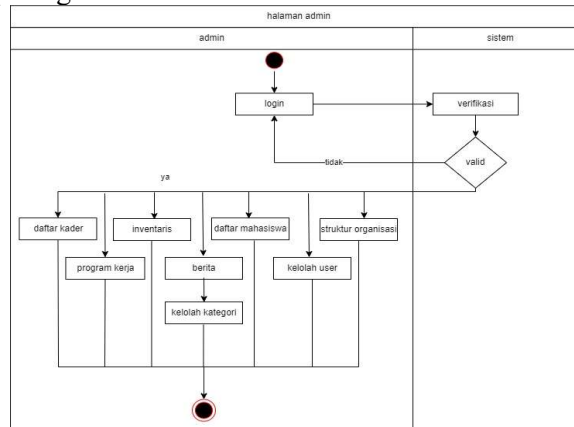 halaman admin
admin
sistem
login
verifikasi
valid
tidak
ya
daftar kader
inventaris
daftar mahasiswa
struktur organisasi
program kerja
berita
kelolah user
kelolah kategori